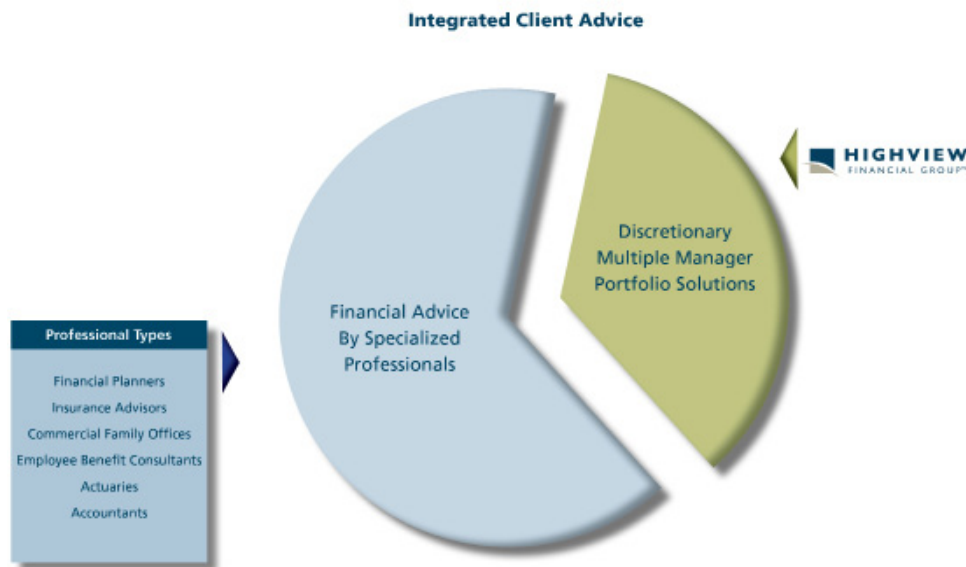 Integrated Client Advice
HIGHVIEW
FINANCIAL GROUP™
Discretionary
Multiple Manager
Portfolio Solutions
Financial Advice
By Specialized
Professionals
Professional Types
Financial Planners
Insurance Advisors
Commercial Family Offices
Employee Benefit Consultants
Actuaries
Accountants